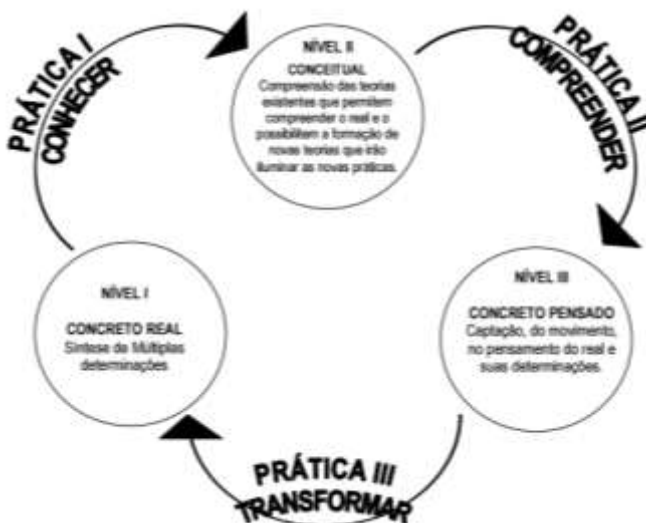 PRÁTICA I
CONHECER
NÍVEL II
CONCEITUAL
Compreensão das teorias
existentes que permitem
compreender o real e o
possibilitem a formação de
novas teorias que irão
iluminar as novas práticas.
PRÁTICA II
COMPREENDER
NÍVEL I
CONCRETO REAL
Síntese de Múltiplas
determinações
NÍVEL III
CONCRETO PENSADO
Captação, do movimento,
no pensamento do real e
suas determinações.
PRÁTICA III
TRANSFORMAR